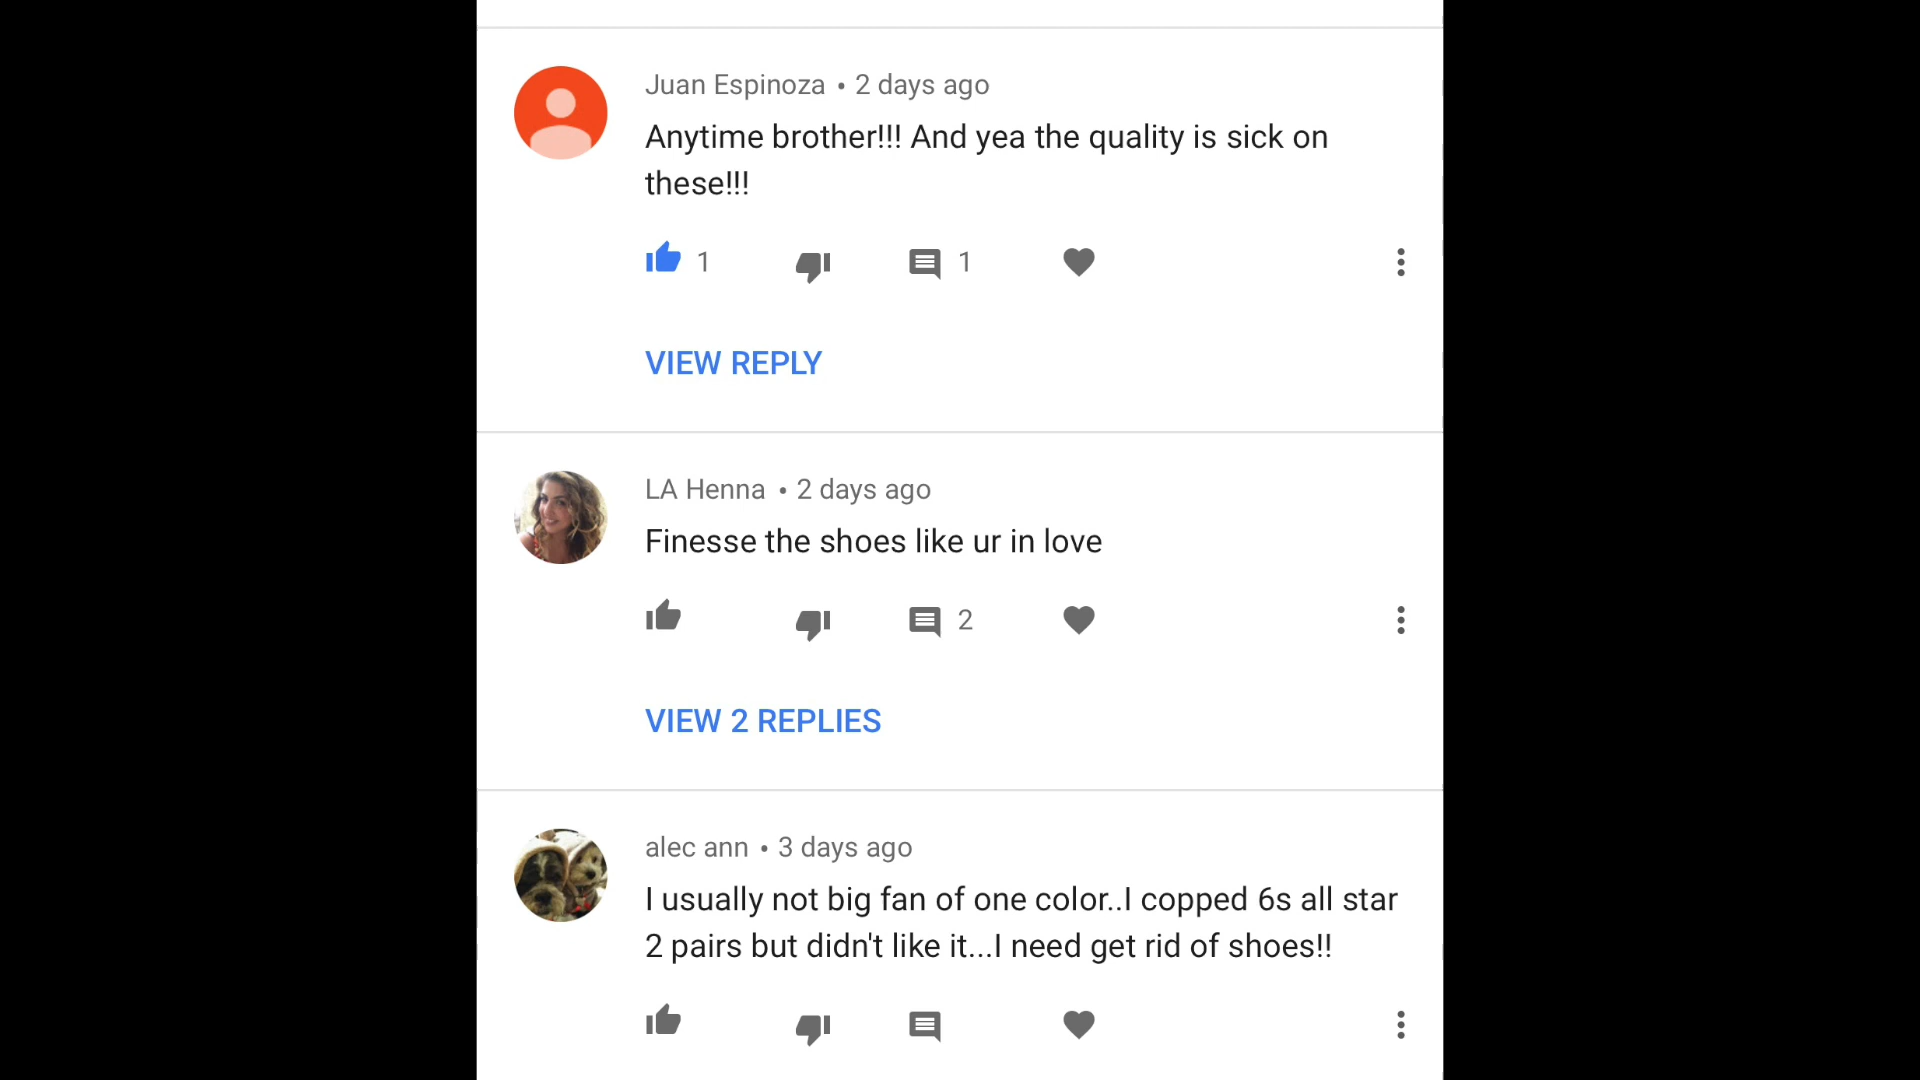 Juan Espinoza • 2 days ago
Anytime brother!!! And yea the quality is sick on
these!!!
1 1
VIEW REPLY
LA Henna • 2 days ago
Finesse the shoes like ur in love
2
VIEW 2 REPLIES
alec ann • 3 days ago
I usually not big fan of one color..I copped 6s all star
2 pairs but didn't like it...I need get rid of shoes!!